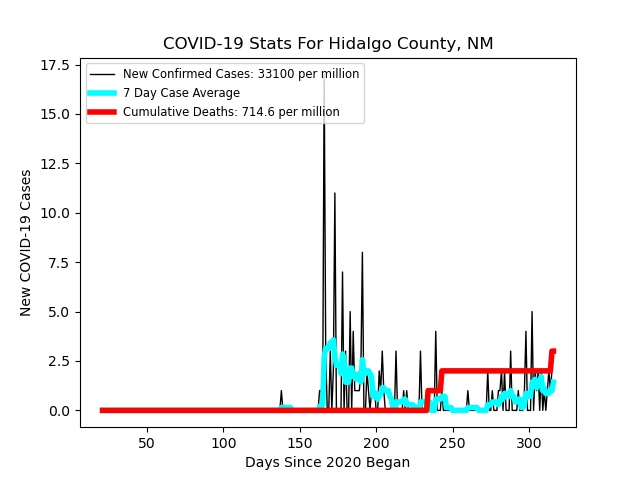 COVID-19 Stats For Hidalgo County, NM
New Confirmed Cases: 33100 per million
7 Day Case Average
Cumulative Deaths: 714.6 per million
17.5
15.0
12.5
10.0
7.5
5.0
2.5
0.0
New COVID-19 Cases
50 100 150 200 250 300
Days Since 2020 Began